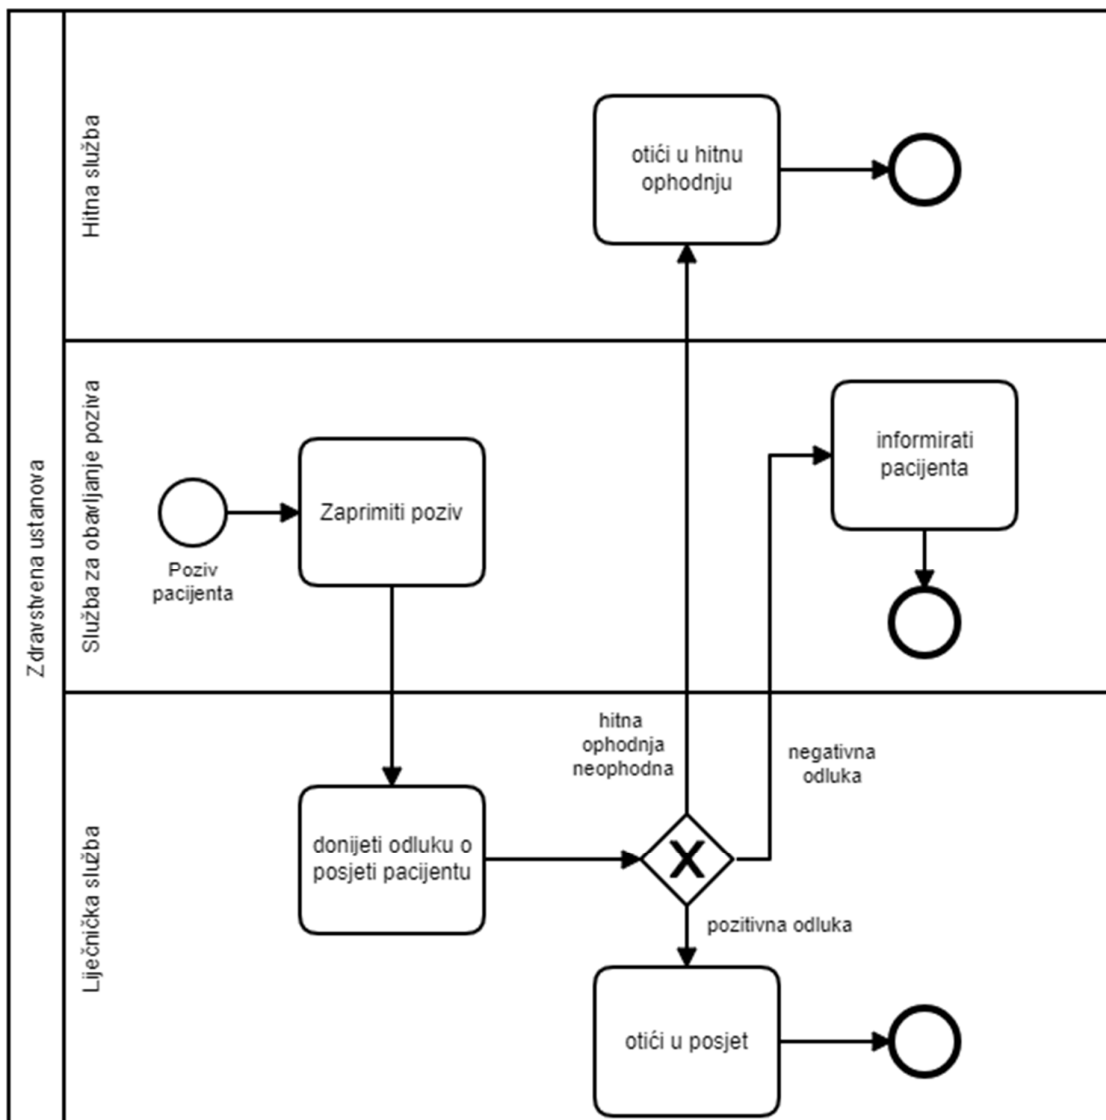 Zdravstvena ustanova
Hitna služba
otići u hitnu
ophodnju
Služba za obavljanje poziva
Poziv
pacijenta
Zaprimiti poziv
informirati
pacijenta
Liječnička služba
donijeti odluku o
posjeti pacijentu
hitna
ophodnja
neophodna
X
negativna
odluka
pozitivna odluka
otići u posjet